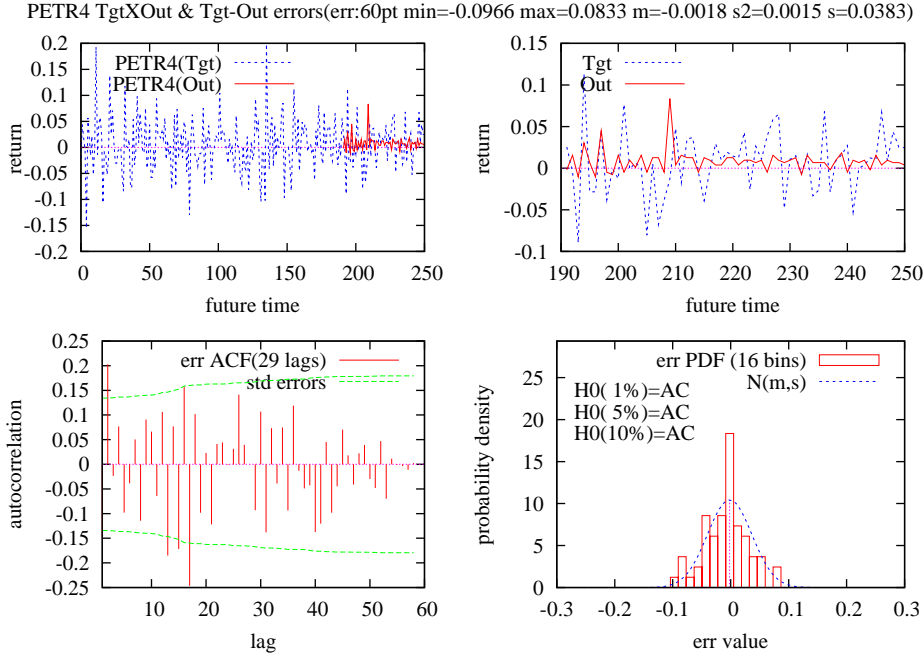 PETR4 TgtXOut & Tgt-Out errors(err:60pt min=-0.0966 max=0.0833 m=-0.0018 s2=0.0015 s=0.0383)
PETR4(Tgt)
PETR4(Out)
return
0.2
0.15
0.1
0.05
0
-0.05
-0.1
-0.15
0.2
0 50 100 150 200 250
future time
Tgt
Out
return
0.15
0.1
0.05
0
-0.05
-0.1
190 200 210 220 230 240 250
future time
err ACF(29 lags)
std errors
autocorrelation
0.25
0.2
0.15
0.1
0.05
0
-0.05
-0.1
-0.15
-0.2
-0.25
10 20 30 40 50 60
lag
err PDF (16 bins)
N(m,s)
H0( 1%)=AC
H0( 5%)=AC
H0(10%)=AC
probability density
25
20
15
10
5
0
-0.3 -0.1 0 0.1 0.3
err value